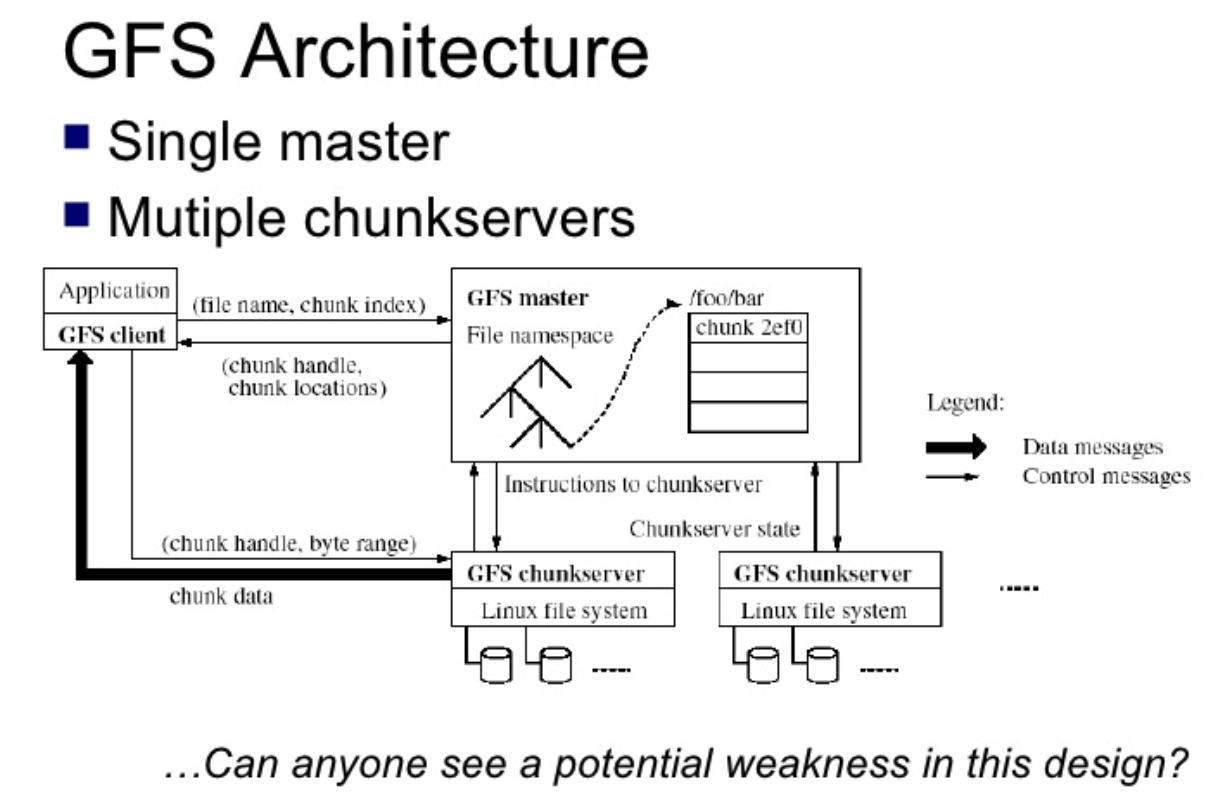 GFS Architecture
Single master
Mutiple chunkservers
Application
GFS client
(file name, chunk index)
(chunk handle,
chunk locations)
GFS master
File namespace
/foo/bar
chunk 2ef0
Legend:
Data messages
Control messages
Instructions to chunkserver
Chunkserver state
(chunk handle, byte range)
chunk data
GFS chunkserver
Linux file system
GFS chunkserver
Linux file system
...Can anyone see a potential weakness in this design?